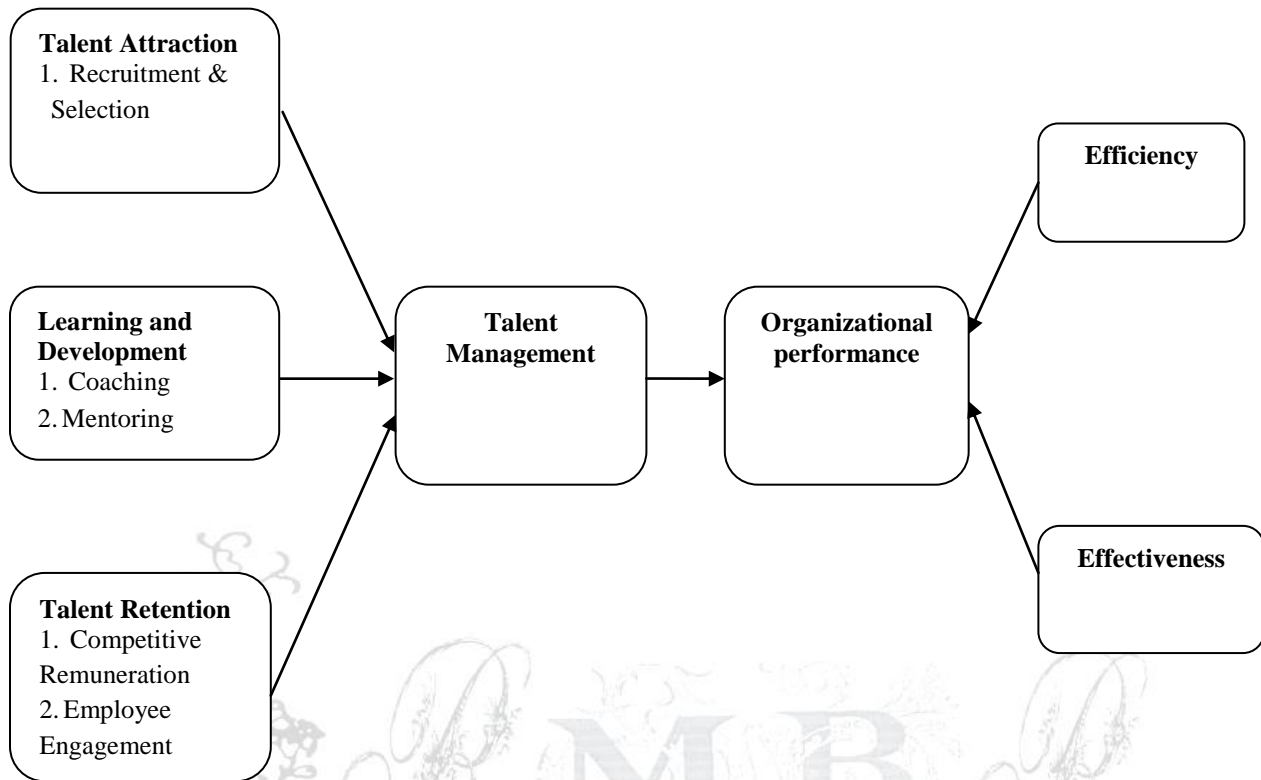 Talent Attraction
1. Recruitment &
Selection
Learning and
Development
1. Coaching
2. Mentoring
Talent Retention
1. Competitive
Remuneration
2. Employee
Engagement
Talent
Management
Organizational
performance
Efficiency
Effectiveness